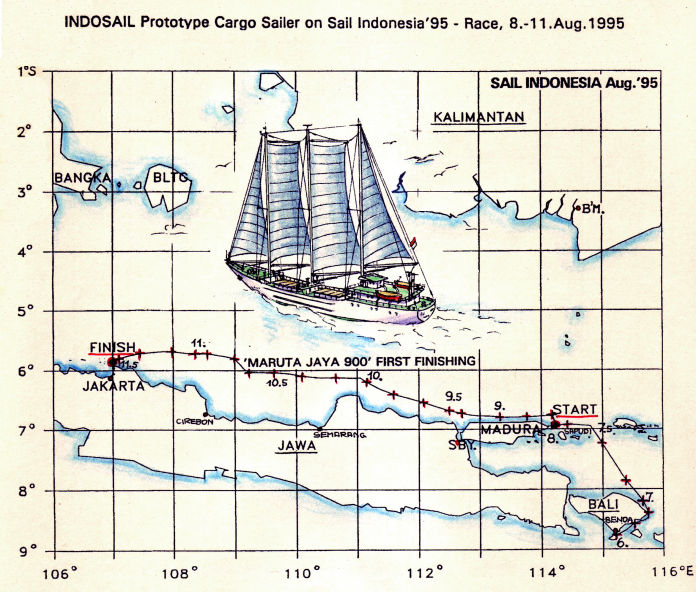 INDOSAIL Prototype Cargo Sailer on Sail Indonesia'95 - Race, 8.-11.Aug.1995
1°S
SAIL INDONESIA Aug.'95
KALIMANTAN
2°
BANGKA
BLTG
3°
B'M.
4°
5°
FINISH
11.
'MARUTA JAYA 900' FIRST FINISHING
6°
11.5
JAKARTA
10.5
10.
9.5
9.
START
CIREBON
SEMARANG
MADURA
8.
SAPUDI
7.5.
7°
JAWA
SBY.
8°
BALI
7.
BENOA
6.
9°
106°
108°
110°
112°
114°
116°E